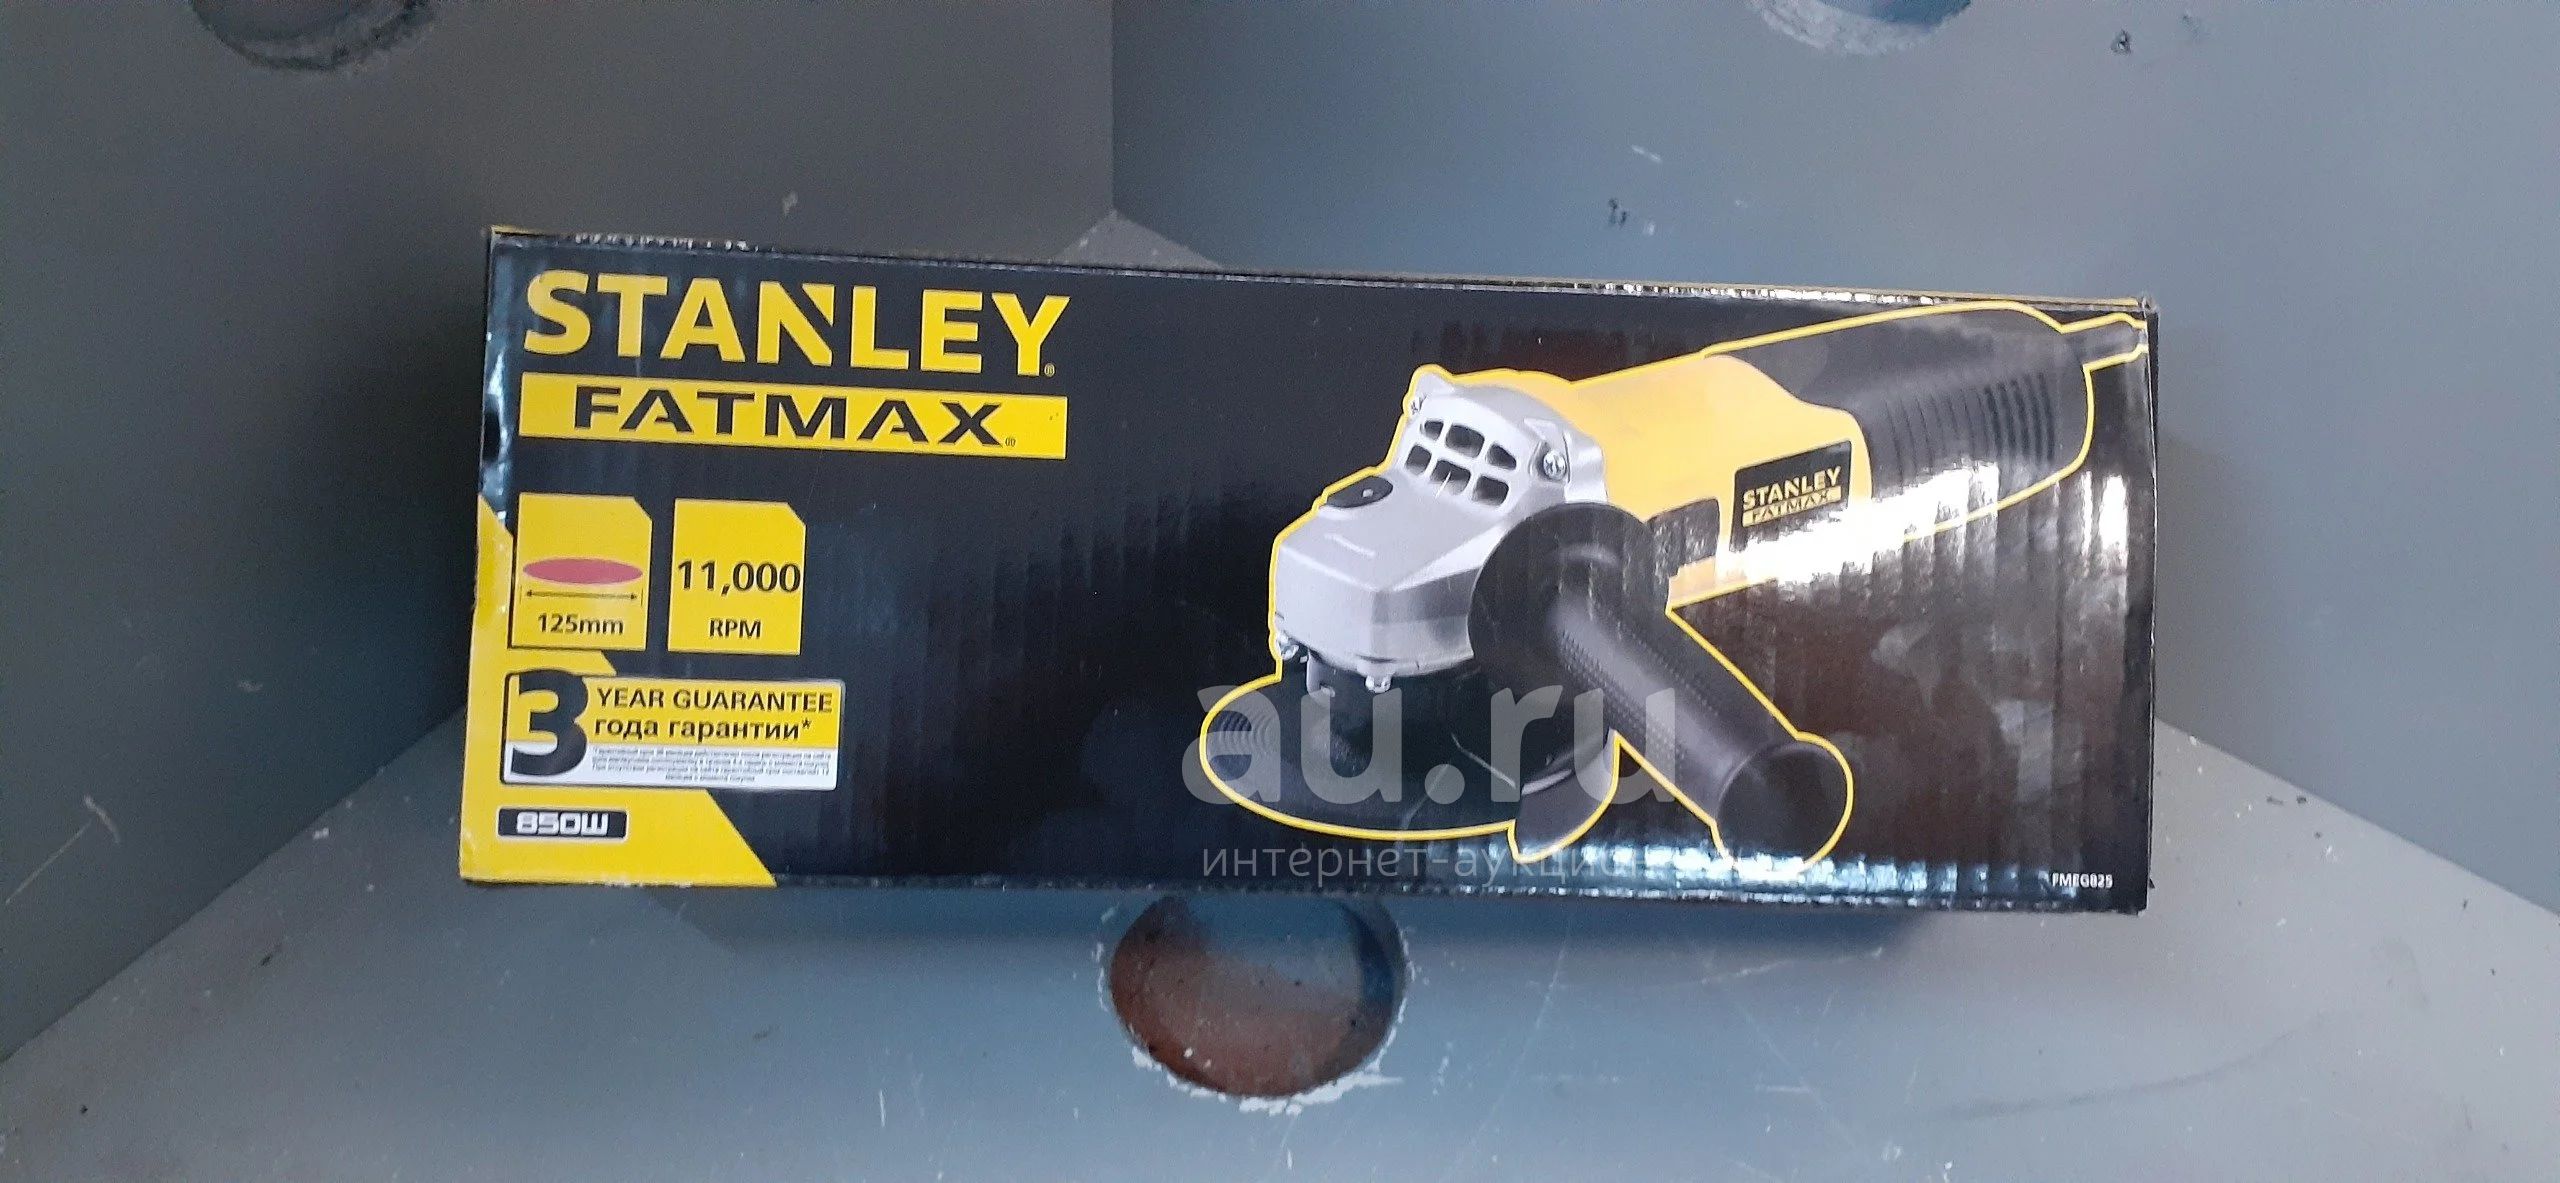 STANLEY®
FATMAX®
125mm
11,000
RPM
3 YEAR GUARANTEE
года гарантии*
850W
STANLEY
FATMAX
au.ru
интернет-аукцион
FMEG825